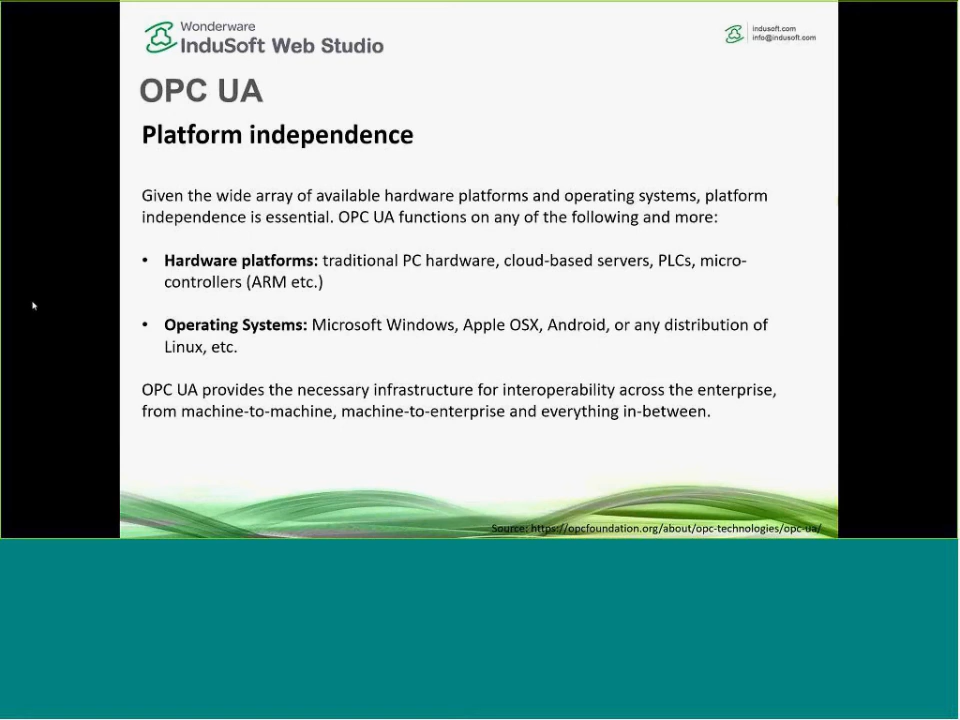 Wonderware
InduSoft Web Studio
indusoft.com
info@indusoft.com
OPC UA
Platform independence
Given the wide array of available hardware platforms and operating systems, platform
independence is essential. OPC UA functions on any of the following and more:
• Hardware platforms: traditional PC hardware, cloud-based servers, PLCs, micro-
controllers (ARM etc.)
• Operating Systems: Microsoft Windows, Apple OSX, Android, or any distribution of
Linux, etc.
OPC UA provides the necessary infrastructure for interoperability across the enterprise,
from machine-to-machine, machine-to-enterprise and everything in-between.
Source: https://opcfoundation.org/about/opc-technologies/opc-ua/